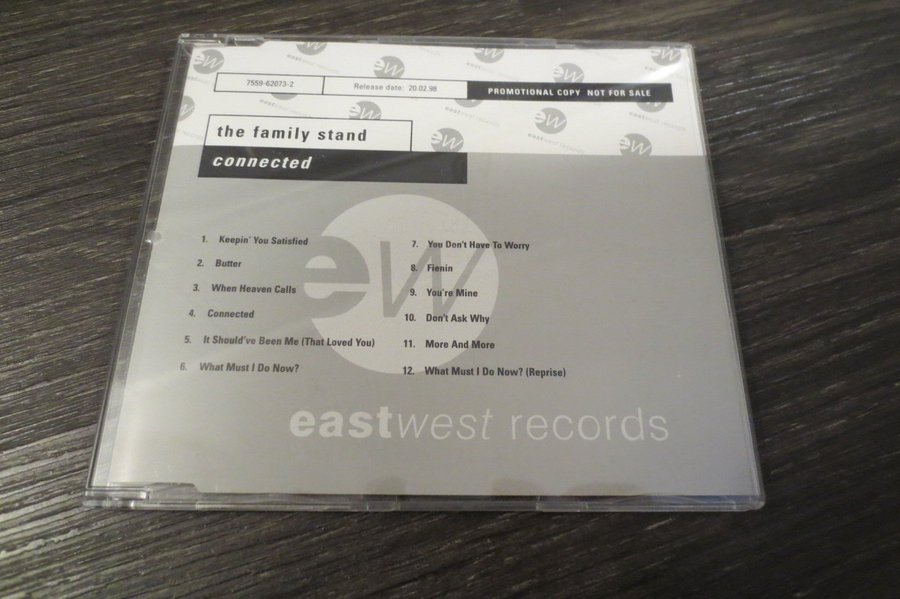 7559-62073-2
Release date: 20.02.98
PROMOTIONAL COPY NOT FOR SALE
the family stand
connected
1. Keepin' You Satisfied
2. Butter
3. When Heaven Calls
4. Connected
5. It Should've Been Me (That Loved You)
6. What Must I Do Now?
7. You Don't Have To Worry
8. Fienin
9. You're Mine
10. Don't Ask Why
11. More And More
12. What Must I Do Now? (Reprise)
ew
eastwest records